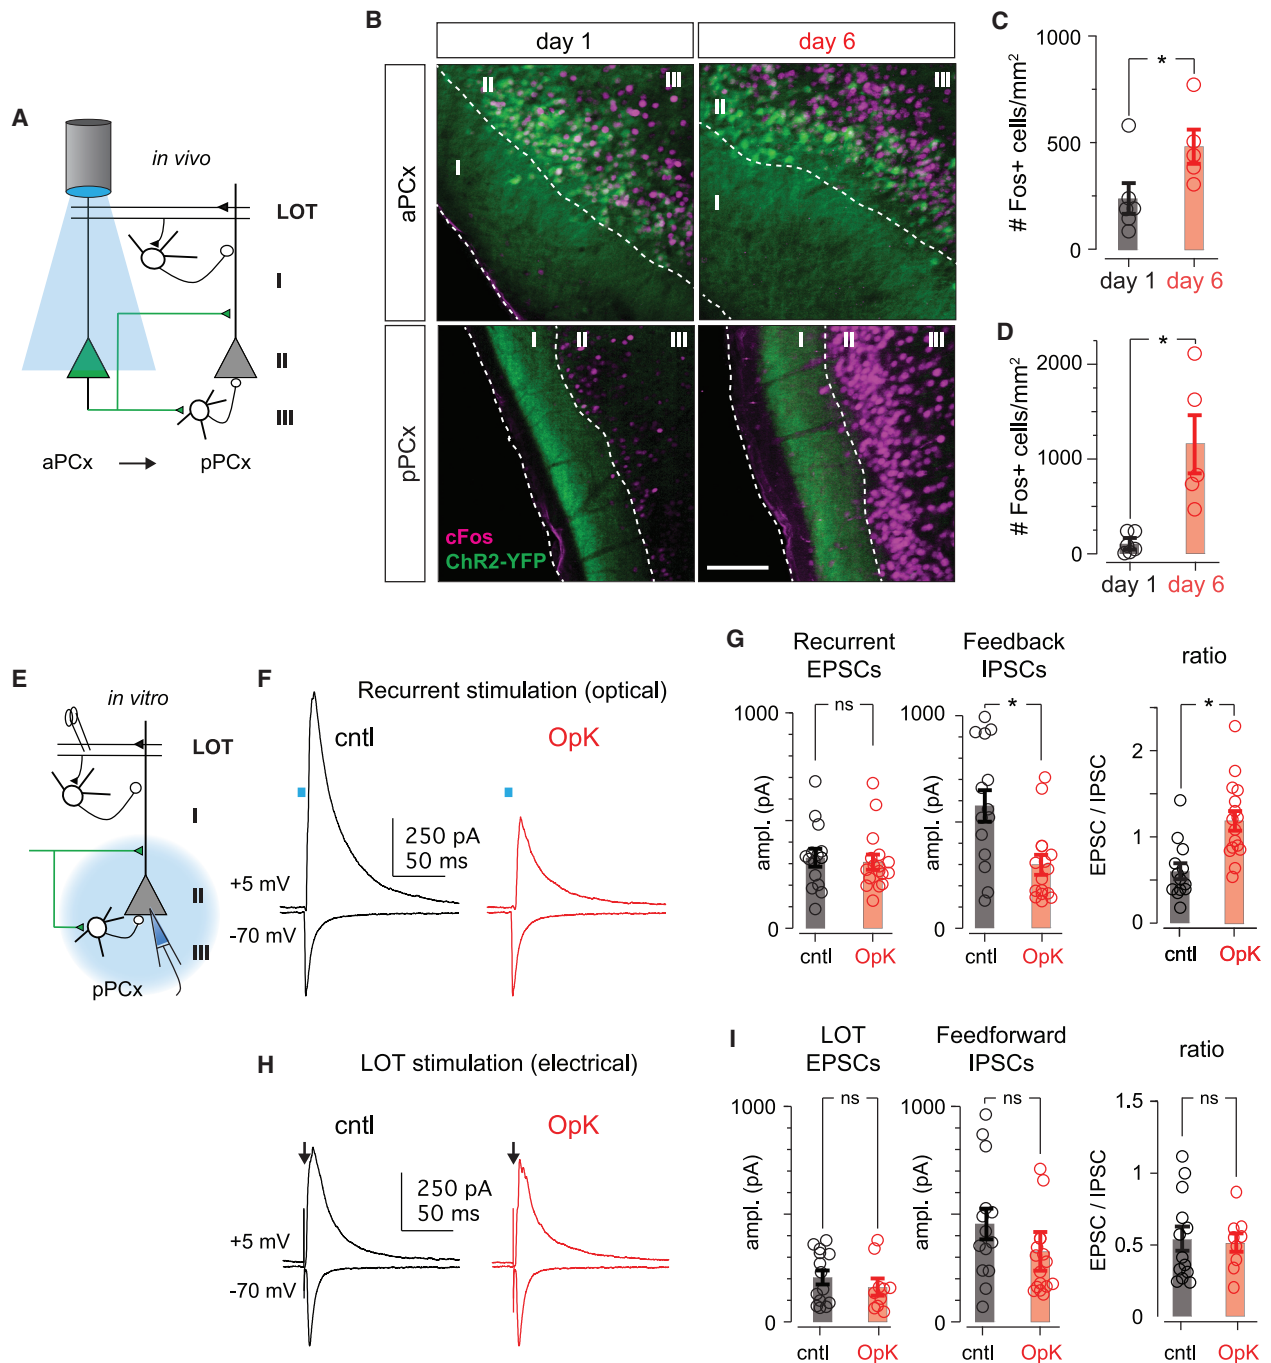 A
in vivo
LOT
I
II
III
aPCx
pPCx
B
day 1
day 6
aPCx
II
III
I
II
III
I
pPCx
I
II
III
I
II
III
cFos
ChR2-YFP
C
# Fos+ cells/mm²
1000
500
0
*
day 1
day 6
D
# Fos+ cells/mm²
2000
1000
0
*
day 1
day 6
E
in vitro
LOT
I
II
III
pPCx
F
Recurrent stimulation (optical)
cntl
OpK
250 pA
50 ms
+5 mV
-70 mV
G
Recurrent
EPSCs
ns
1000
ampl. (pA)
0
cntl
OpK
Feedback
IPSCs
*
1000
ampl. (pA)
0
cntl
OpK
ratio
*
EPSC / IPSC
2
1
0
cntl
OpK
H
LOT stimulation (electrical)
cntl
OpK
250 pA
50 ms
+5 mV
-70 mV
I
LOT
EPSCs
ns
1000
ampl. (pA)
0
cntl
OpK
Feedforward
IPSCs
ns
1000
ampl. (pA)
0
cntl
OpK
ratio
ns
EPSC / IPSC
1.5
1
0.5
0
cntl
OpK